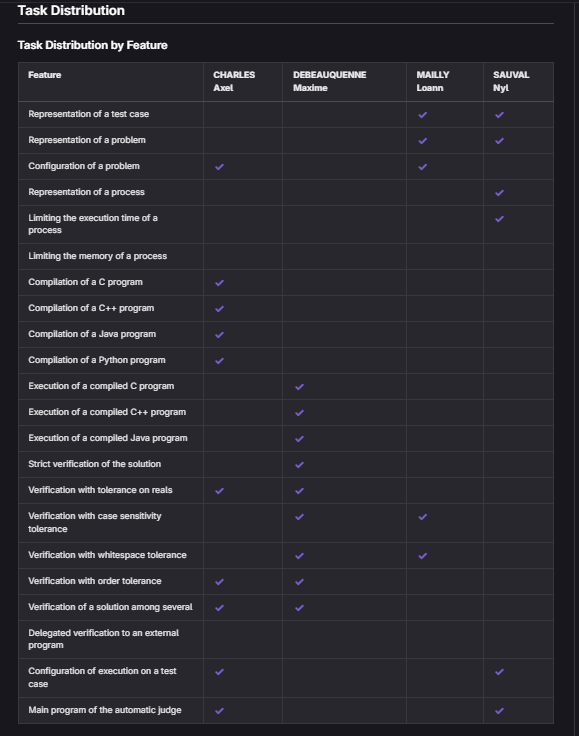 Task Distribution
Task Distribution by Feature
Feature CHARLES DEBEAUQUENNE MAILLY SAUVAL
Axel Maxime Loann Nyl
Representation of a test case ✓ ✓
Representation of a problem ✓ ✓
Configuration of a problem ✓ ✓
Representation of a process ✓
Limiting the execution time of a ✓
process
Limiting the memory of a process
Compilation of a C program ✓
Compilation of a C++ program ✓
Compilation of a Java program ✓
Compilation of a Python program ✓
Execution of a compiled C program ✓
Execution of a compiled C++ program ✓
Execution of a compiled Java program ✓
Strict verification of the solution ✓
Verification with tolerance on reals ✓ ✓
Verification with case sensitivity ✓ ✓
tolerance
Verification with whitespace tolerance ✓ ✓
Verification with order tolerance ✓ ✓
Verification of a solution among several ✓ ✓
Delegated verification to an external
program
Configuration of execution on a test ✓ ✓
case
Main program of the automatic judge ✓ ✓